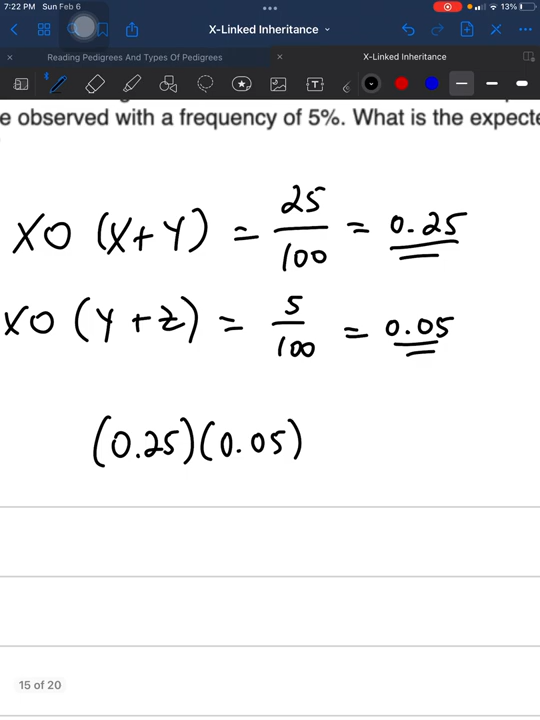 7:22 PM Sun Feb 6
13%
X-Linked Inheritance
Reading Pedigrees And Types Of Pedigrees
X-Linked Inheritance
e observed with a frequency of 5%. What is the expecte
XO (X+Y) = 25/100 = 0.25
XO (Y+Z) = 5/100 = 0.05
(0.25)(0.05)
15 of 20